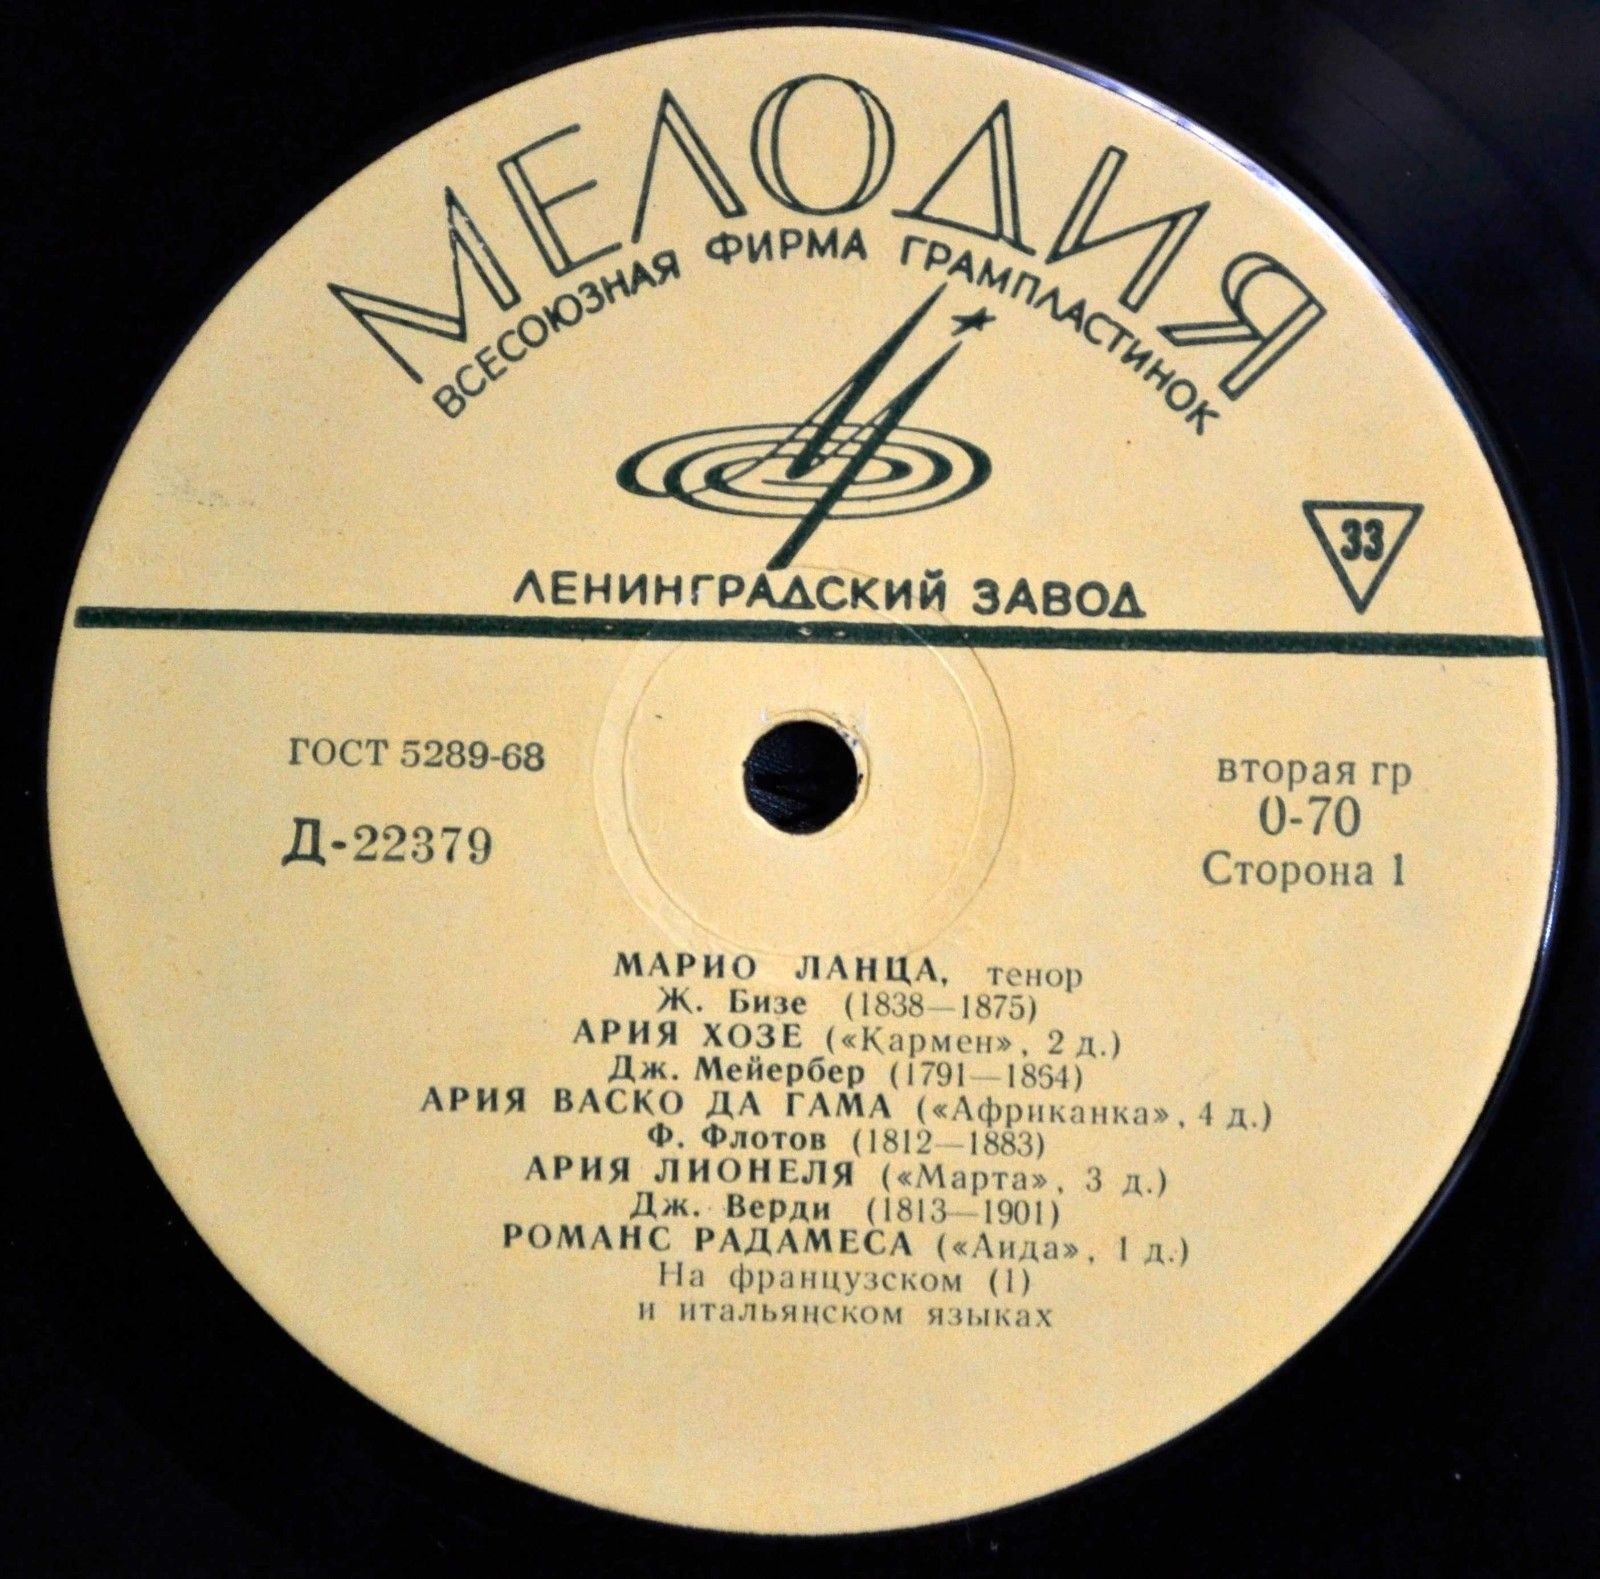 МЕЛОДИЯ
ВСЕСОЮЗНАЯ ФИРМА ГРАМПЛАСТИНОК
33
ЛЕНИНГРАДСКИЙ ЗАВОД
ГОСТ 5289-68
Д-22379
вторая гр
0-70
Сторона 1
МАРИО ЛАНЦА, тенор
Ж. Бизе (1838—1875)
АРИЯ ХОЗЕ («Кармен», 2 д.)
Дж. Мейербер (1791—1864)
АРИЯ ВАСКО ДА ГАМА («Африканка», 4 д.)
Ф. Флотов (1812—1883)
АРИЯ ЛИОНЕЛЯ («Марта», 3 д.)
Дж. Верди (1813—1901)
РОМАНС РАДАМЕСА («Аида», 1 д.)
На французском (1)
и итальянском языках